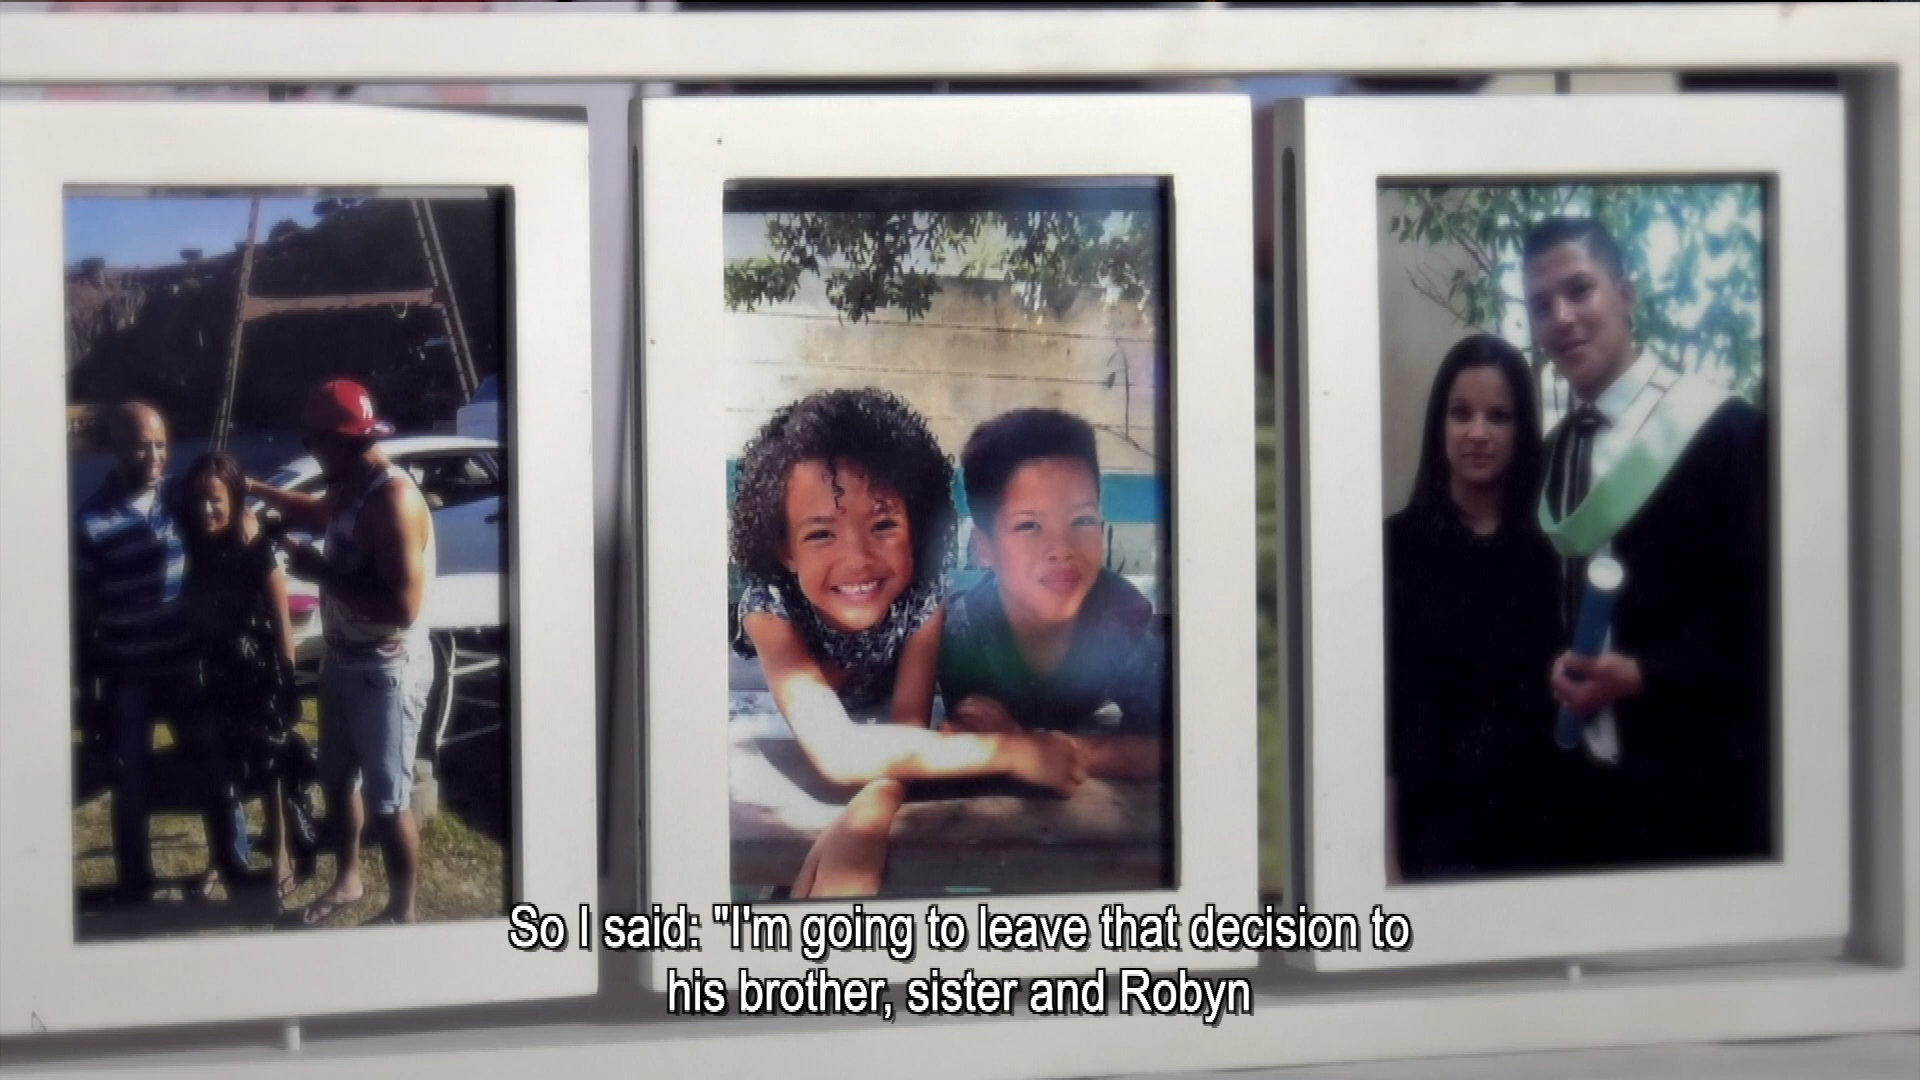 So I said: "I'm going to leave that decision to
his brother, sister and Robyn